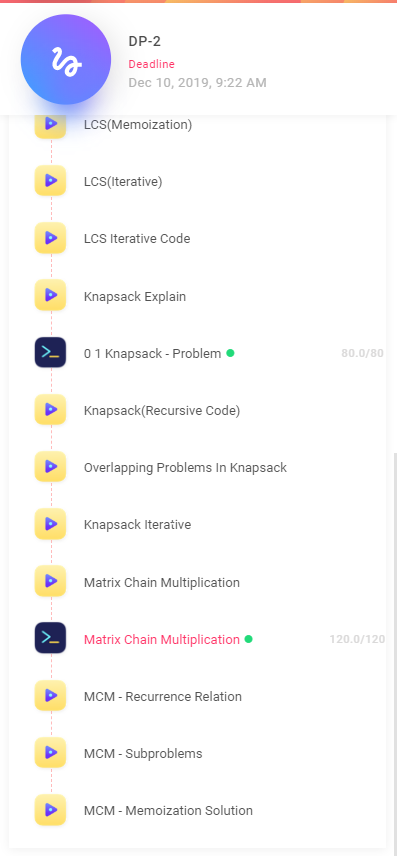 DP-2
Deadline
Dec 10, 2019, 9:22 AM
LCS(Memoization)
LCS(Iterative)
LCS Iterative Code
Knapsack Explain
0 1 Knapsack - Problem 80.0/80
Knapsack(Recursive Code)
Overlapping Problems In Knapsack
Knapsack Iterative
Matrix Chain Multiplication
Matrix Chain Multiplication 120.0/120
MCM - Recurrence Relation
MCM - Subproblems
MCM - Memoization Solution